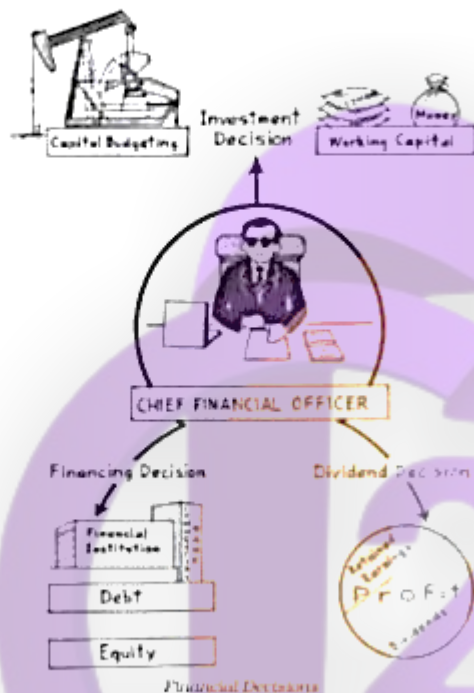 Investment
Decision
Capital Budgeting
Money
Working Capital
CHIEF FINANCIAL OFFICER
Financing Decision
Dividend Decision
Financial
Institution
Debt
Equity
Retained
Earnings
Profit
Dividends
Financial Decisions